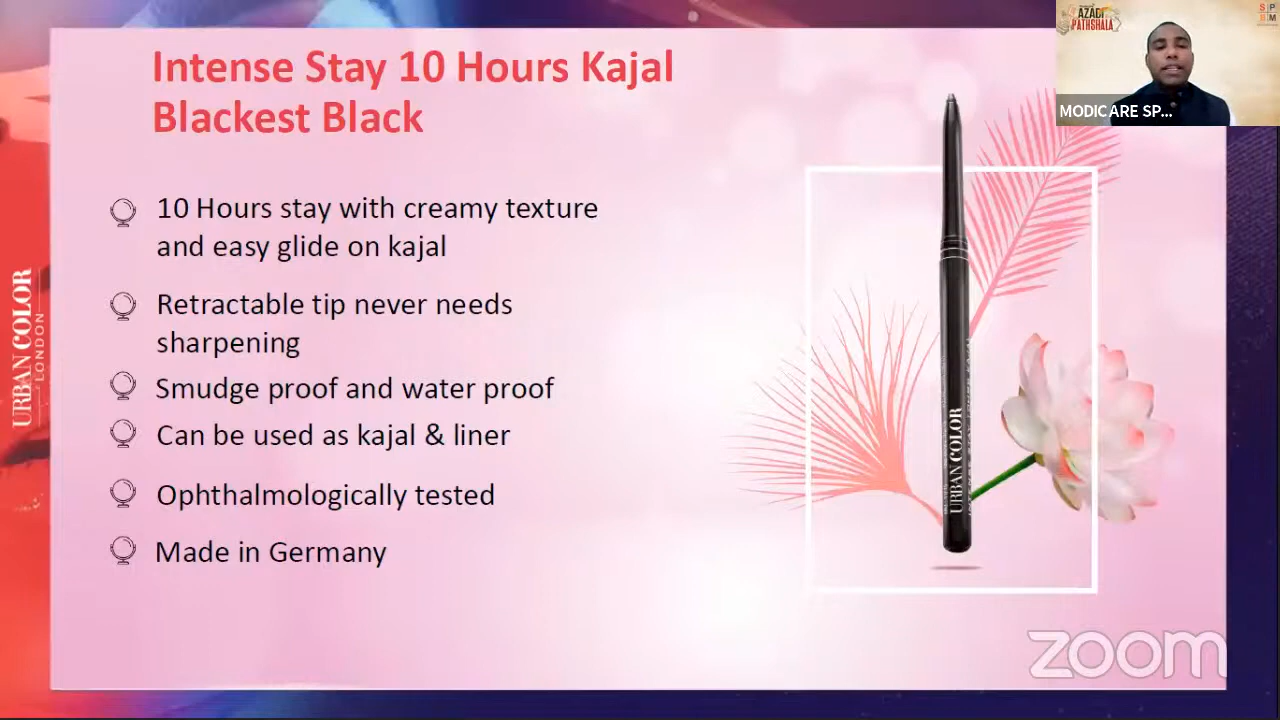 Intense Stay 10 Hours Kajal
Blackest Black
10 Hours stay with creamy texture
and easy glide on kajal
Retractable tip never needs
sharpening
Smudge proof and water proof
Can be used as kajal & liner
Ophthalmologically tested
Made in Germany
URBAN COLOR
LONDON
URBAN COLOR
AZADI
PATHSHALA
S P
B M
MODICARE SP...
zoom